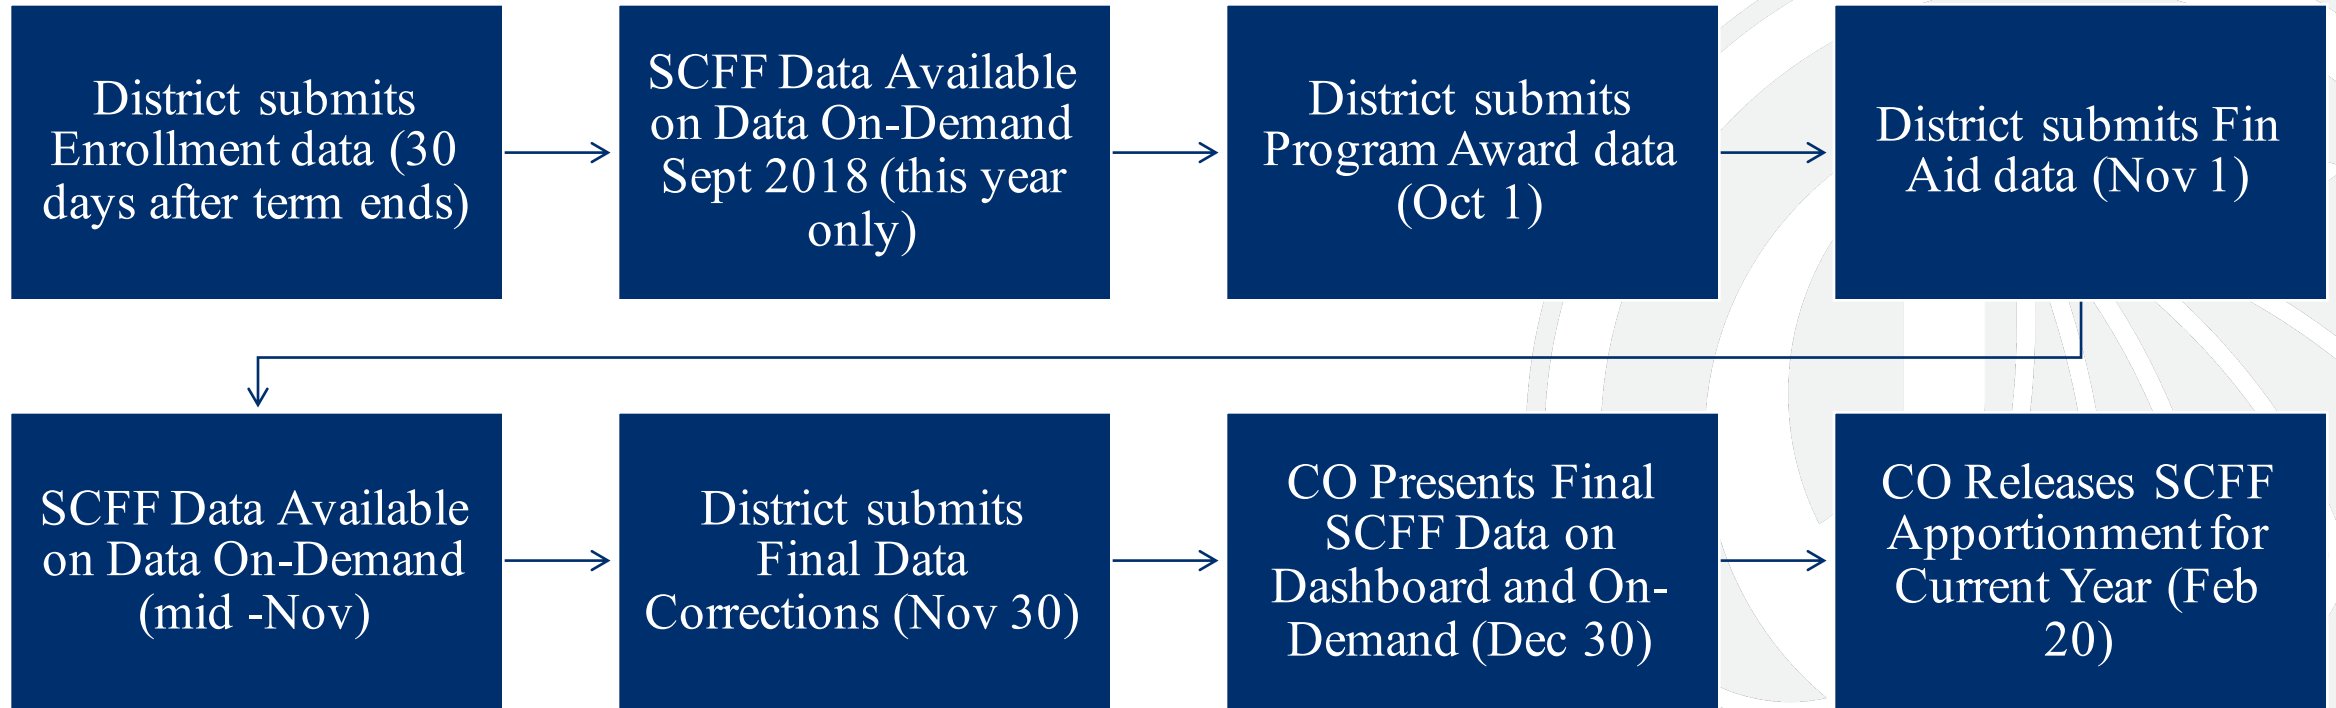 District submits
Enrollment data (30
days after term ends)
SCFF Data Available
on Data On-Demand
Sept 2018 (this year
only)
District submits
Program Award data
(Oct 1)
District submits Fin
Aid data (Nov 1)
SCFF Data Available
on Data On-Demand
(mid -Nov)
District submits
Final Data
Corrections (Nov 30)
CO Presents Final
SCFF Data on
Dashboard and On-
Demand (Dec 30)
CO Releases SCFF
Apportionment for
Current Year (Feb
20)